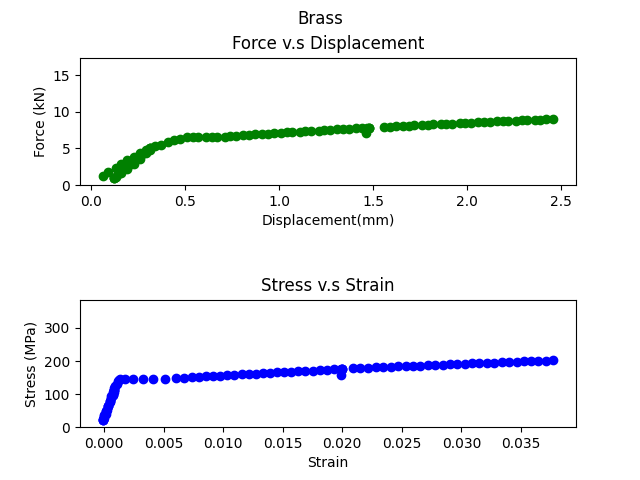 Brass
Force v.s Displacement
15
10
5
0
Force (kN)
0.0 0.5 1.0 1.5 2.0 2.5
Displacement(mm)
Stress v.s Strain
300
200
100
0
Stress (MPa)
0.000 0.005 0.010 0.015 0.020 0.025 0.030 0.035
Strain